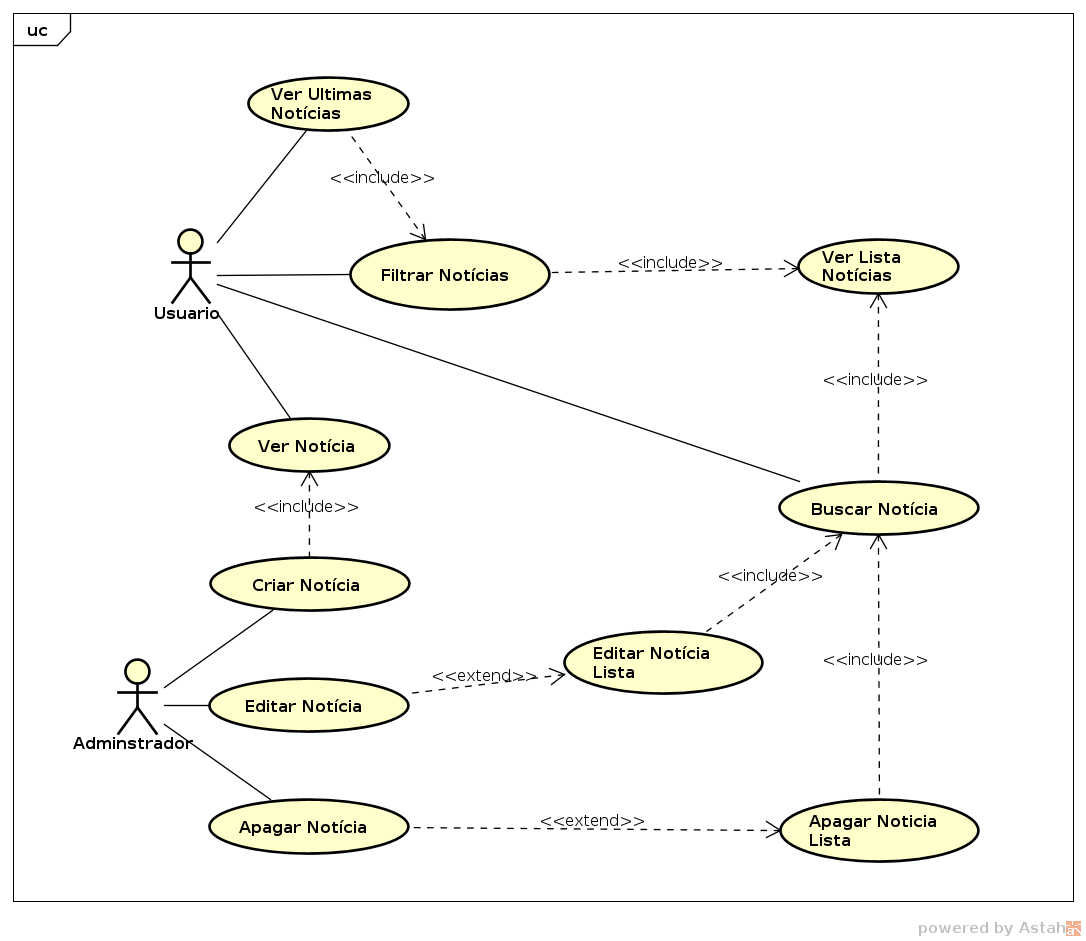 uc
Ver Ultimas
Notícias
<<include>>
Filtrar Notícias
<<include>>
Ver Lista
Notícias
Usuario
<<include>>
Ver Notícia
<<include>>
Buscar Notícia
Criar Notícia
<<include>>
Editar Notícia
Lista
<<include>>
<<extend>>
Editar Notícia
Adminstrador
Apagar Notícia
<<extend>>
Apagar Noticia
Lista
powered by Astah